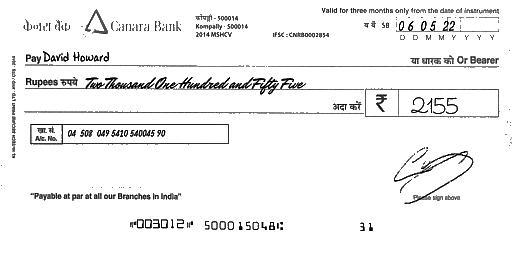 Valid for three months only from the date of instrument
केनरा बैंक Canara Bank
कोंपल्ली - 500014
Kompally - 500014
2014 MSHCV
IFSC : CNRB0002854
SB 06 05 22
D D M M Y Y Y Y
Pay David Howard या धारक को Or Bearer
Rupees रुपये Two Thousand One Hundred and Fifty Five
अदा करें ₹ 2155
खा. सं.
A/c. No. 04 508 049 5410 540045 90
"Payable at par at all our Branches in India"
Please sign above
⑈003012⑈ 500015048⑆ 31